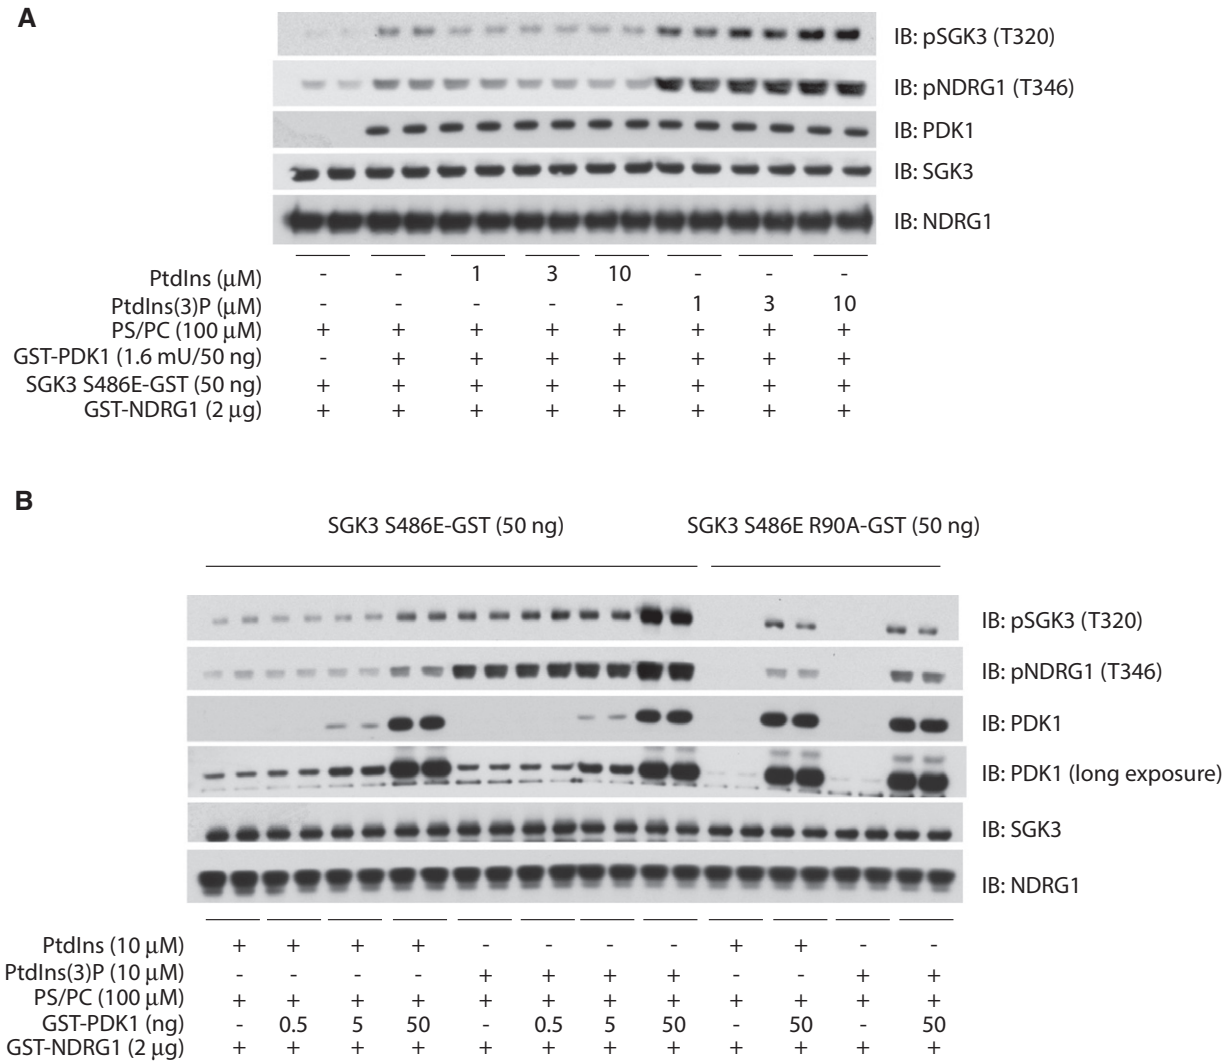 A
IB: pSGK3 (T320)
IB: pNDRG1 (T346)
IB: PDK1
IB: SGK3
IB: NDRG1
PtdIns (μM) - - 1 3 10 - - -
PtdIns(3)P (μM) - - - - - 1 3 10
PS/PC (100 μM) + + + + + + + +
GST-PDK1 (1.6 mU/50 ng) - + + + + + + +
SGK3 S486E-GST (50 ng) + + + + + + + +
GST-NDRG1 (2 μg) + + + + + + + +
B
SGK3 S486E-GST (50 ng) SGK3 S486E R90A-GST (50 ng)
IB: pSGK3 (T320)
IB: pNDRG1 (T346)
IB: PDK1
IB: PDK1 (long exposure)
IB: SGK3
IB: NDRG1
PtdIns (10 μM) + + + + - - - - + + - -
PtdIns(3)P (10 μM) - - - - + + + + - - + +
PS/PC (100 μM) + + + + + + + + + + + +
GST-PDK1 (ng) - 0.5 5 50 - 0.5 5 50 - 50 - 50
GST-NDRG1 (2 μg) + + + + + + + + + + + +